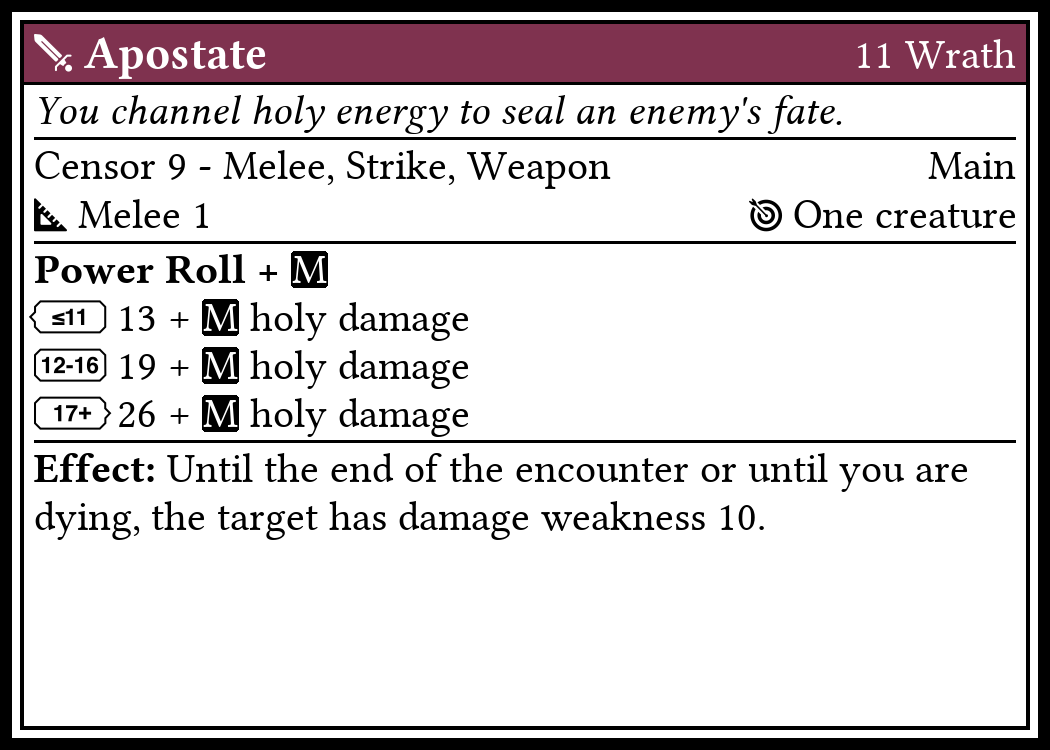 Apostate 11 Wrath
You channel holy energy to seal an enemy's fate.
Censor 9 - Melee, Strike, Weapon Main
Melee 1 One creature
Power Roll + M
≤11 13 + M holy damage
12-16 19 + M holy damage
17+ 26 + M holy damage
Effect: Until the end of the encounter or until you are
dying, the target has damage weakness 10.